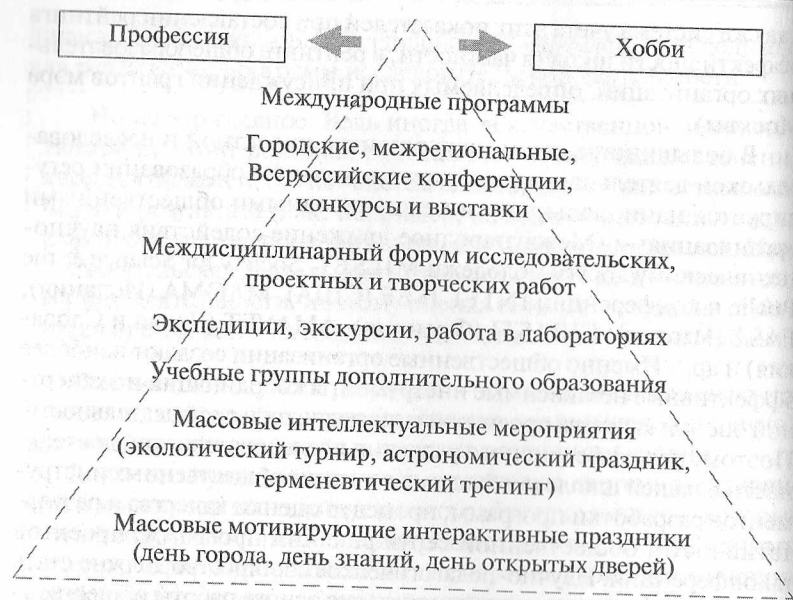 Профессия
Хобби
Международные программы
Городские, межрегиональные,
Всероссийские конференции,
конкурсы и выставки
Междисциплинарный форум исследовательских,
проектных и творческих работ
Экспедиции, экскурсии, работа в лабораториях
Учебные группы дополнительного образования
Массовые интеллектуальные мероприятия
(экологический турнир, астрономический праздник,
герменевтический тренинг)
Массовые мотивирующие интерактивные праздники
(день города, день знаний, день открытых дверей)